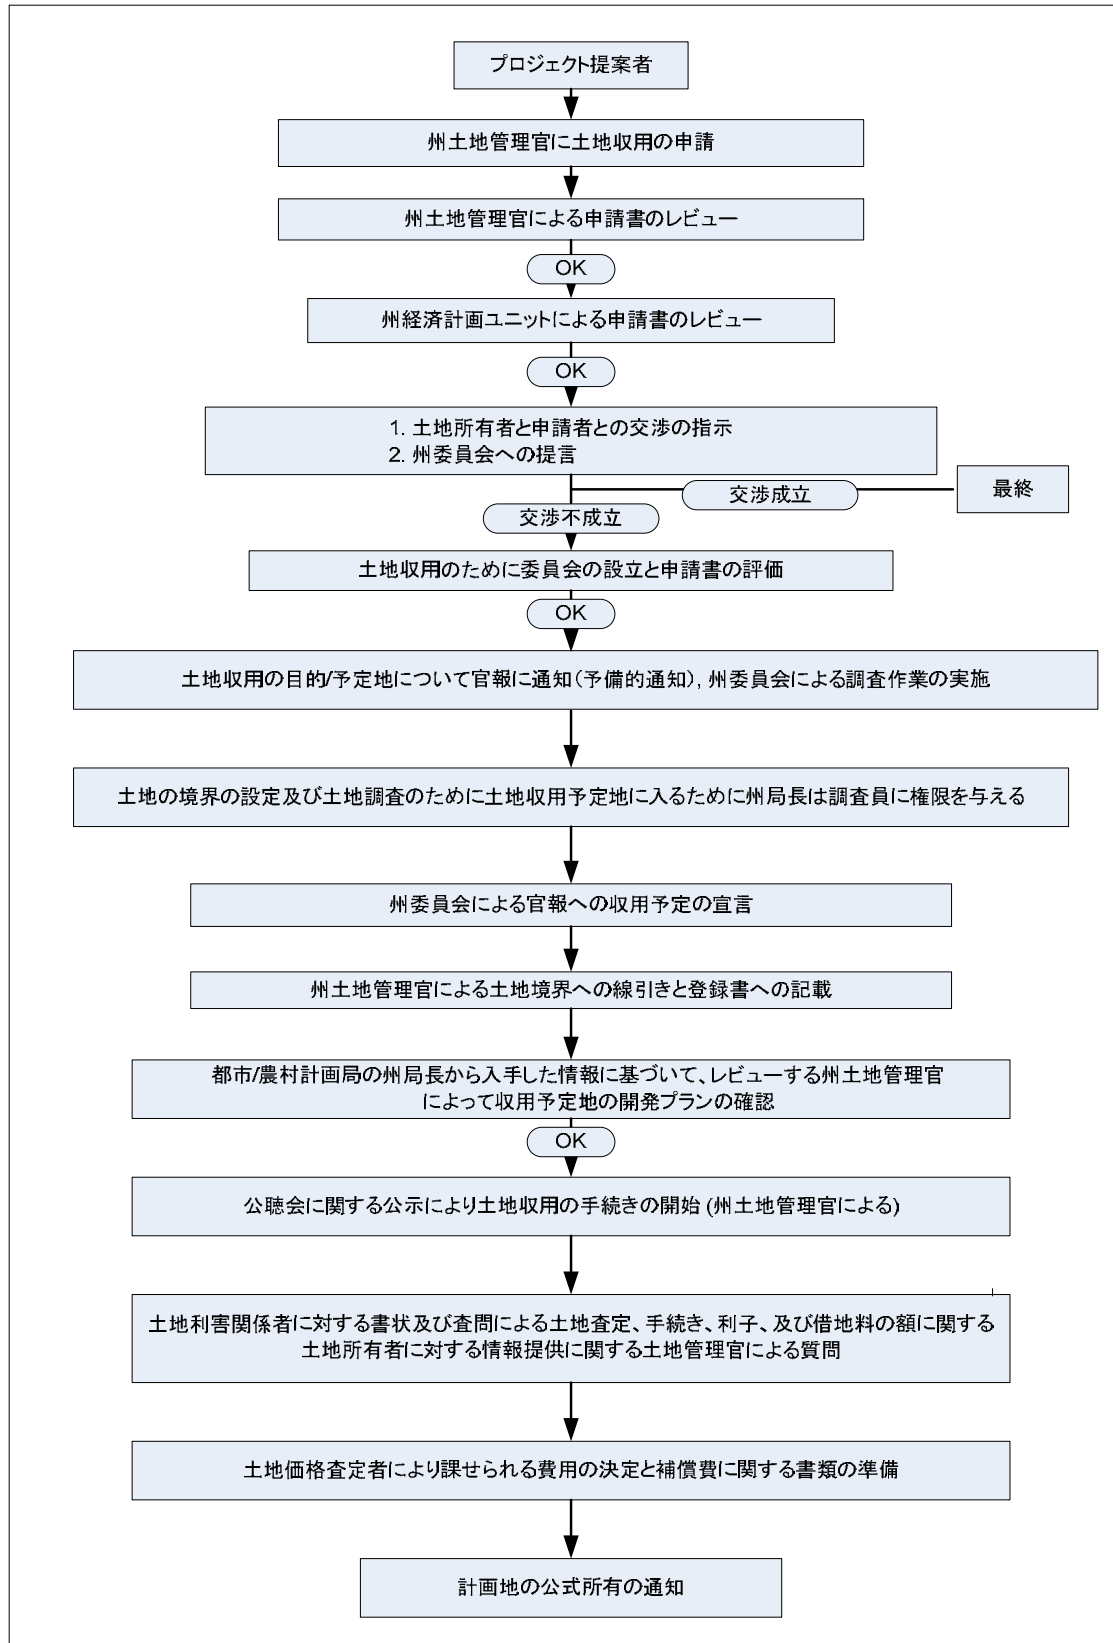 プロジェクト提案者
州土地管理官に土地収用の申請
州土地管理官による申請書のレビュー
OK
州経済計画ユニットによる申請書のレビュー
OK
1. 土地所有者と申請者との交渉の指示
2. 州委員会への提言
交渉成立
最終
交渉不成立
土地収用のために委員会の設立と申請書の評価
OK
土地収用の目的/予定地について官報に通知(予備的通知), 州委員会による調査作業の実施
土地の境界の設定及び土地調査のために土地収用予定地に入るために州局長は調査員に権限を与える
州委員会による官報への収用予定の宣言
州土地管理官による土地境界への線引きと登録書への記載
都市/農村計画局の州局長から入手した情報に基づいて、レビューする州土地管理官
によって収用予定地の開発プランの確認
OK
公聴会に関する公示により土地収用の手続きの開始 (州土地管理官による)
土地利害関係者に対する書状及び査問による土地査定、手続き、利子、及び借地料の額に関する
土地所有者に対する情報提供に関する土地管理官による質問
土地価格査定者により課せられる費用の決定と補償費に関する書類の準備
計画地の公式所有の通知